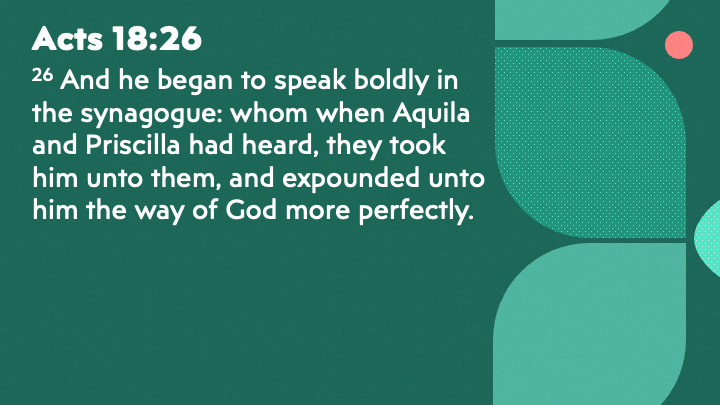 Acts 18:26
26 And he began to speak boldly in
the synagogue: whom when Aquila
and Priscilla had heard, they took
him unto them, and expounded unto
him the way of God more perfectly.